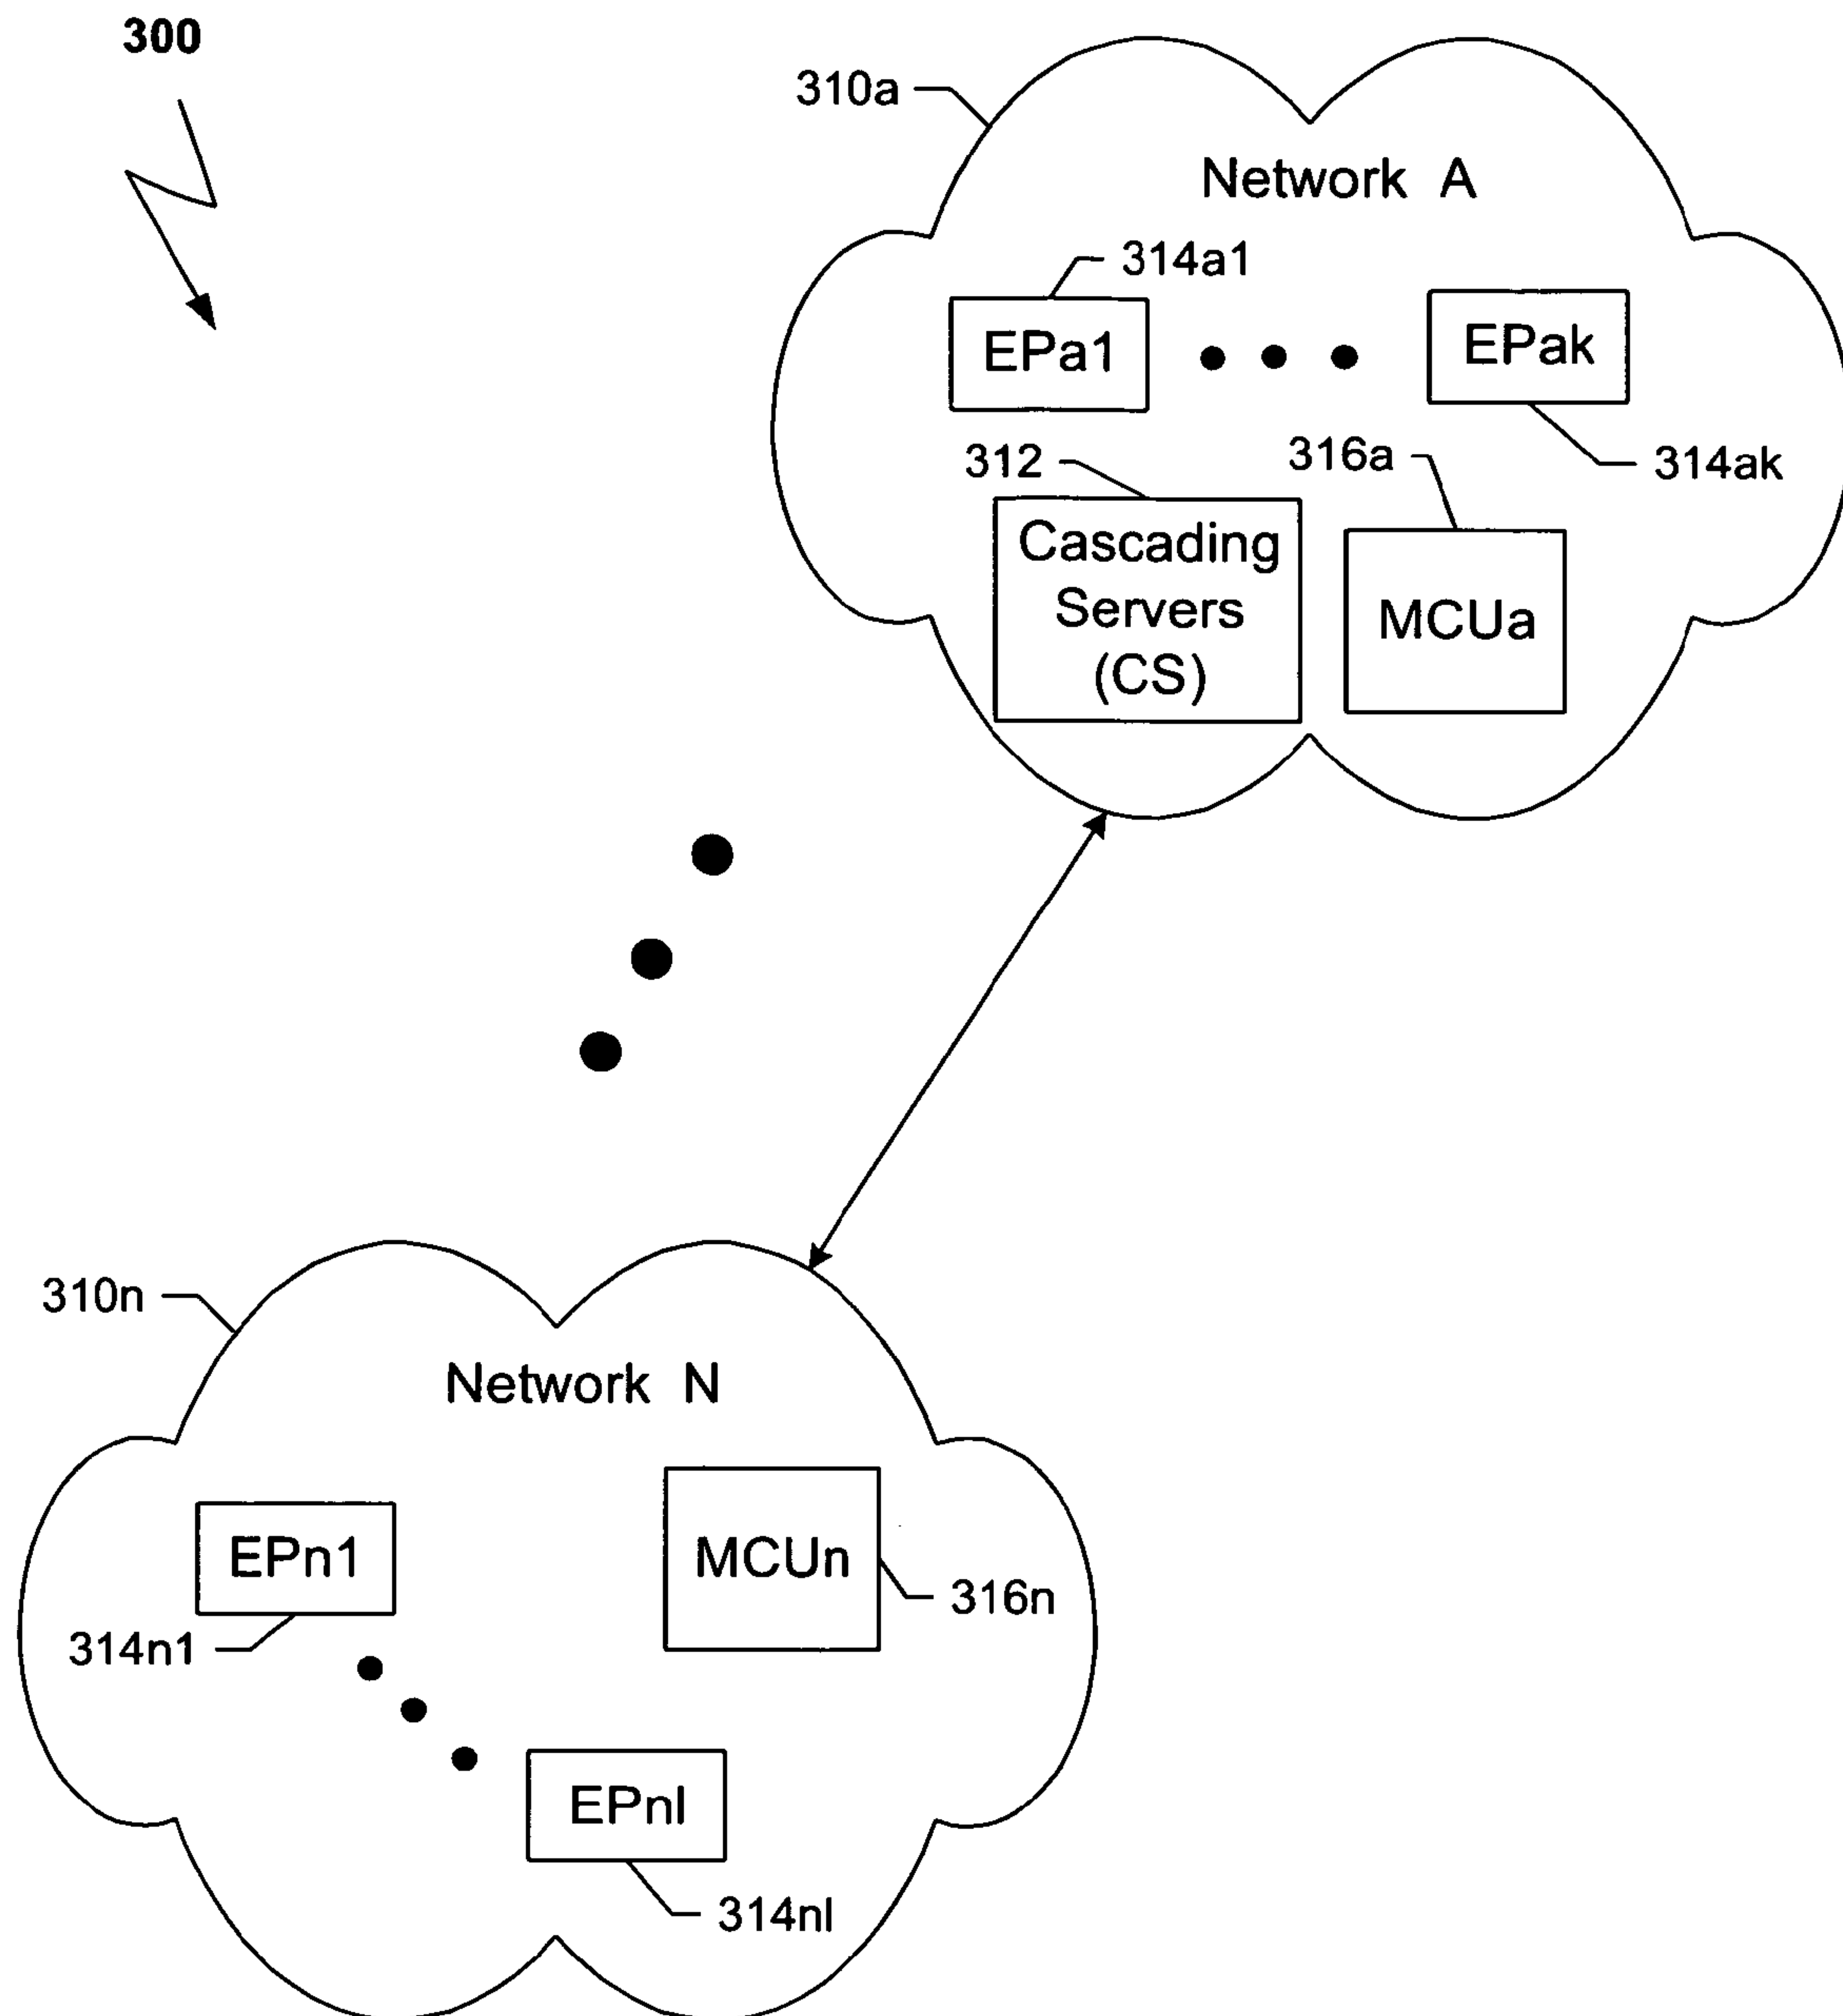 300
310a
Network A
314a1
EPa1
EPak
314ak
312
316a
Cascading
Servers
(CS)
MCUa
310n
Network N
EPn1
MCUn
316n
314n1
EPnl
314nl